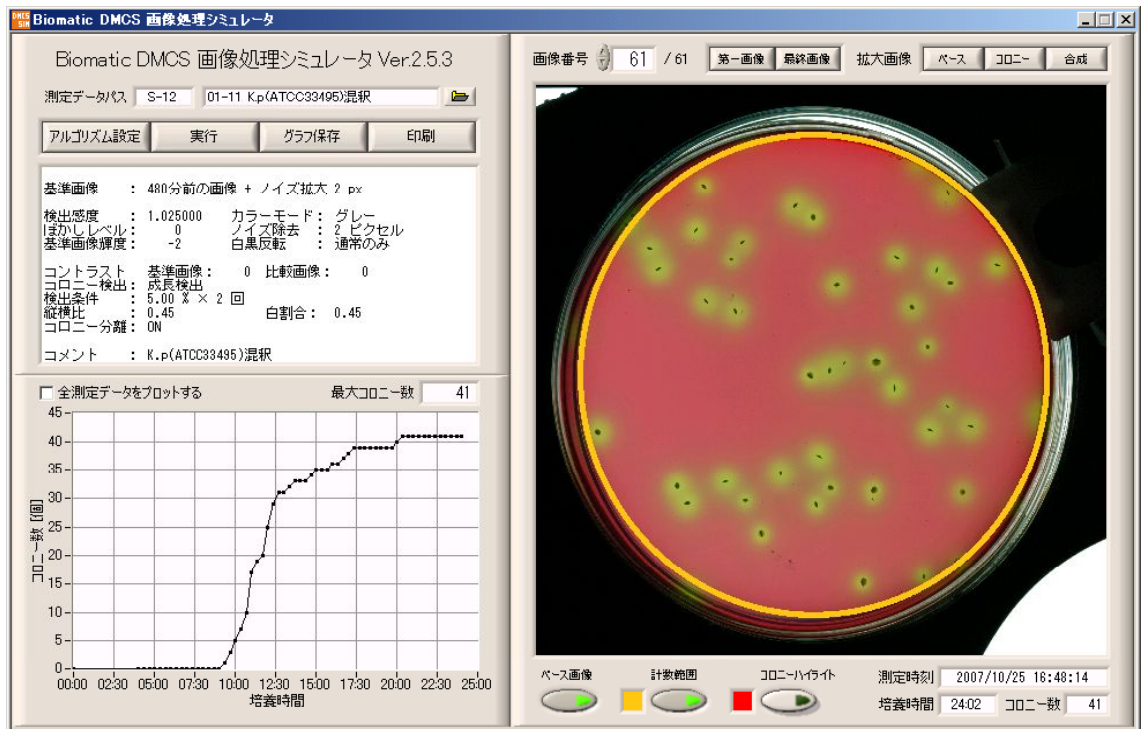 DMCS SIM Biomatic DMCS 画像処理シミュレータ
Biomatic DMCS 画像処理シミュレータ Ver.2.5.3
測定データパス S-12 01-11 K.p(ATCC33495)混釈
アルゴリズム設定 実行 グラフ保存 印刷
基準画像 : 480分前の画像 + ノイズ拡大 2 px
検出感度 : 1.025000 カラーモード: グレー
ぼかしレベル: 0 ノイズ除去 : 2 ピクセル
基準画像輝度: -2 白黒反転 : 通常のみ
コントラスト 基準画像: 0 比較画像: 0
コロニー検出: 成長検出
検出条件 : 5.00 % × 2 回
縦横比 : 0.45 白割合: 0.45
コロニー分離: ON
コメント : K.p(ATCC33495)混釈
全測定データをプロットする 最大コロニー数 41
コロニー数 [個]
45
40
30
25
20
15
10
5
0
00:00 02:30 05:00 07:30 10:00 12:30 15:00 17:30 20:00 22:30 25:00
培養時間
画像番号 61 / 61 第一画像 最終画像 拡大画像 ベース コロニー 合成
ベース画像 計数範囲 コロニーハイライト 測定時刻 2007/10/25 16:48:14
培養時間 24:02 コロニー数 41